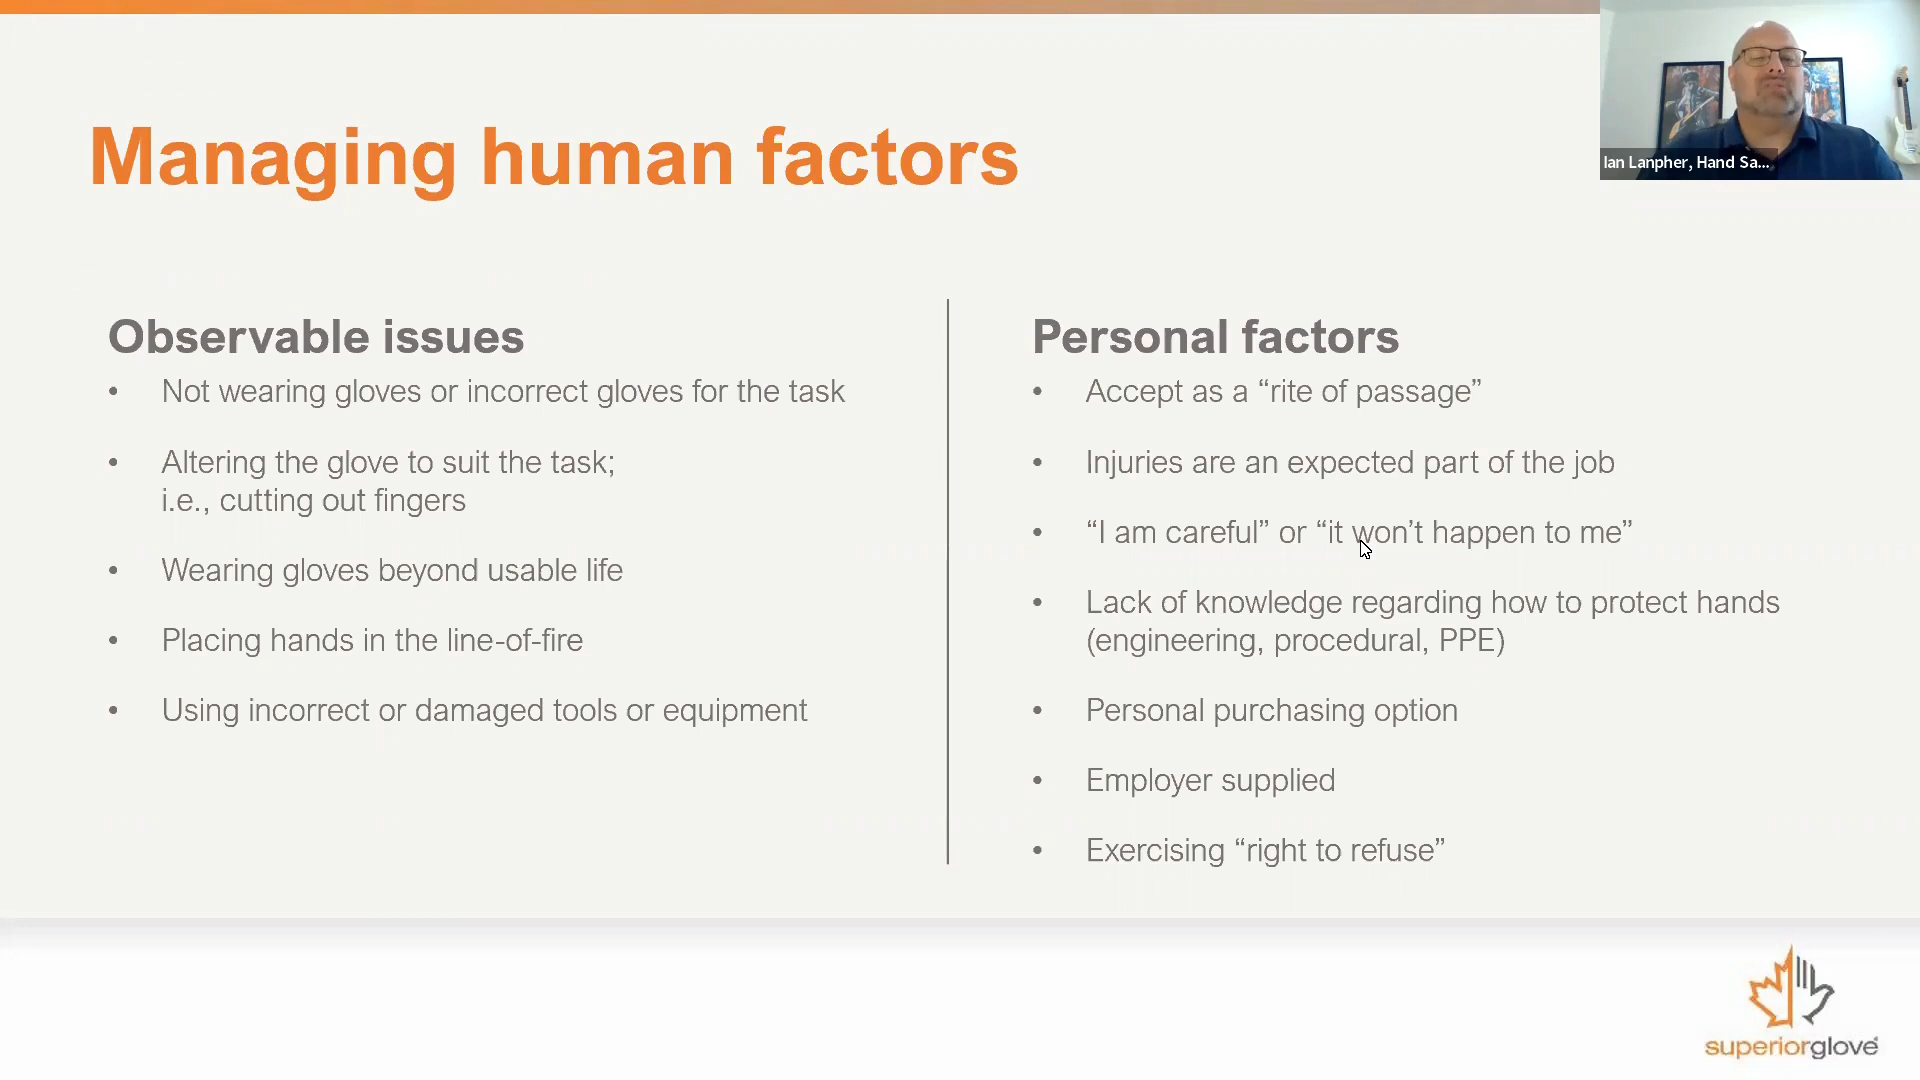 Managing human factors
Ian Lanpher, Hand Sa...
Observable issues
• Not wearing gloves or incorrect gloves for the task
• Altering the glove to suit the task;
i.e., cutting out fingers
• Wearing gloves beyond usable life
• Placing hands in the line-of-fire
• Using incorrect or damaged tools or equipment
Personal factors
• Accept as a “rite of passage”
• Injuries are an expected part of the job
• “I am careful” or “it won’t happen to me”
• Lack of knowledge regarding how to protect hands
(engineering, procedural, PPE)
• Personal purchasing option
• Employer supplied
• Exercising “right to refuse”
superiorglove